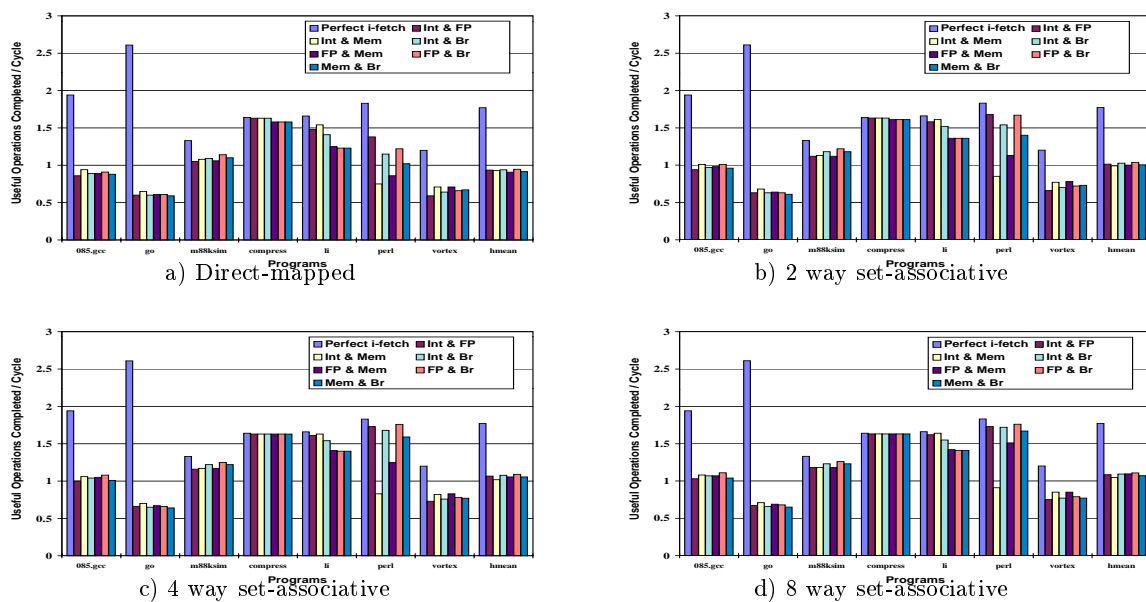 3
2.5
2
1.5
1
0.5
0
Useful Operations Completed / Cycle
Perfect i-fetch Int & FP
Int & Mem Int & Br
FP & Mem FP & Br
Mem & Br
085.gcc go m88ksim compress li perl vortex hmean
Programs
a) Direct-mapped
3
2.5
2
1.5
1
0.5
0
Useful Operations Completed / Cycle
Perfect i-fetch Int & FP
Int & Mem Int & Br
FP & Mem FP & Br
Mem & Br
085.gcc go m88ksim compress li perl vortex hmean
Programs
b) 2 way set-associative
3
2.5
2
1.5
1
0.5
0
Useful Operations Completed / Cycle
Perfect i-fetch Int & FP
Int & Mem Int & Br
FP & Mem FP & Br
Mem & Br
085.gcc go m88ksim compress li perl vortex hmean
Programs
c) 4 way set-associative
3
2.5
2
1.5
1
0.5
0
Useful Operations Completed / Cycle
Perfect i-fetch Int & FP
Int & Mem Int & Br
FP & Mem FP & Br
Mem & Br
085.gcc go m88ksim compress li perl vortex hmean
Programs
d) 8 way set-associative